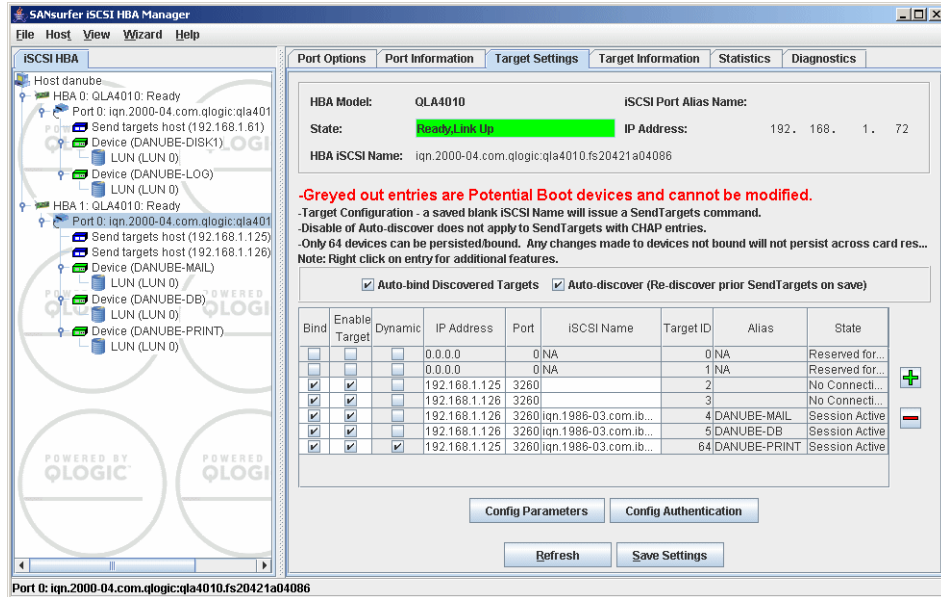 SANsurfer iSCSI HBA Manager
File Host View Wizard Help
iSCSI HBA
Host danube
HBA 0: QLA4010: Ready
Port 0: iqn.2000-04.com.qlogic:qla401
Send targets host (192.168.1.61)
Device (DANUBE-DISK1)
LUN (LUN 0)
Device (DANUBE-LOG)
LUN (LUN 0)
HBA 1: QLA4010: Ready
Port 0: iqn.2000-04.com.qlogic:qla401
Send targets host (192.168.1.125)
Send targets host (192.168.1.126)
Device (DANUBE-MAIL)
LUN (LUN 0)
Device (DANUBE-DB)
LUN (LUN 0)
Device (DANUBE-PRINT)
LUN (LUN 0)
POWERED BY POWERED
QLOGIC QLOGI
Port Options Port Information Target Settings Target Information Statistics Diagnostics
HBA Model: QLA4010 iSCSI Port Alias Name:
State: Ready,Link Up IP Address: 192. 168. 1. 72
HBA iSCSI Name: iqn.2000-04.com.qlogic:qla4010.fs20421a04086
-Greyed out entries are Potential Boot devices and cannot be modified.
-Target Configuration - a saved blank iSCSI Name will issue a SendTargets command.
-Disable of Auto-discover does not apply to SendTargets with CHAP entries.
-Only 64 devices can be persisted/bound. Any changes made to devices not bound will not persist across card res...
Note: Right click on entry for additional features.
Auto-bind Discovered Targets Auto-discover (Re-discover prior SendTargets on save)
Bind Enable Target Dynamic IP Address Port iSCSI Name Target ID Alias State
0.0.0.0 0 NA 0 NA Reserved for...
0.0.0.0 0 NA 1 NA Reserved for...
192.168.1.125 3260 2 No Connecti...
192.168.1.126 3260 3 No Connecti...
192.168.1.126 3260 iqn.1986-03.com.ib... 4 DANUBE-MAIL Session Active
192.168.1.126 3260 iqn.1986-03.com.ib... 5 DANUBE-DB Session Active
192.168.1.125 3260 iqn.1986-03.com.ib... 64 DANUBE-PRINT Session Active
Config Parameters Config Authentication
Refresh Save Settings
Port 0: iqn.2000-04.com.qlogic:qla4010.fs20421a04086